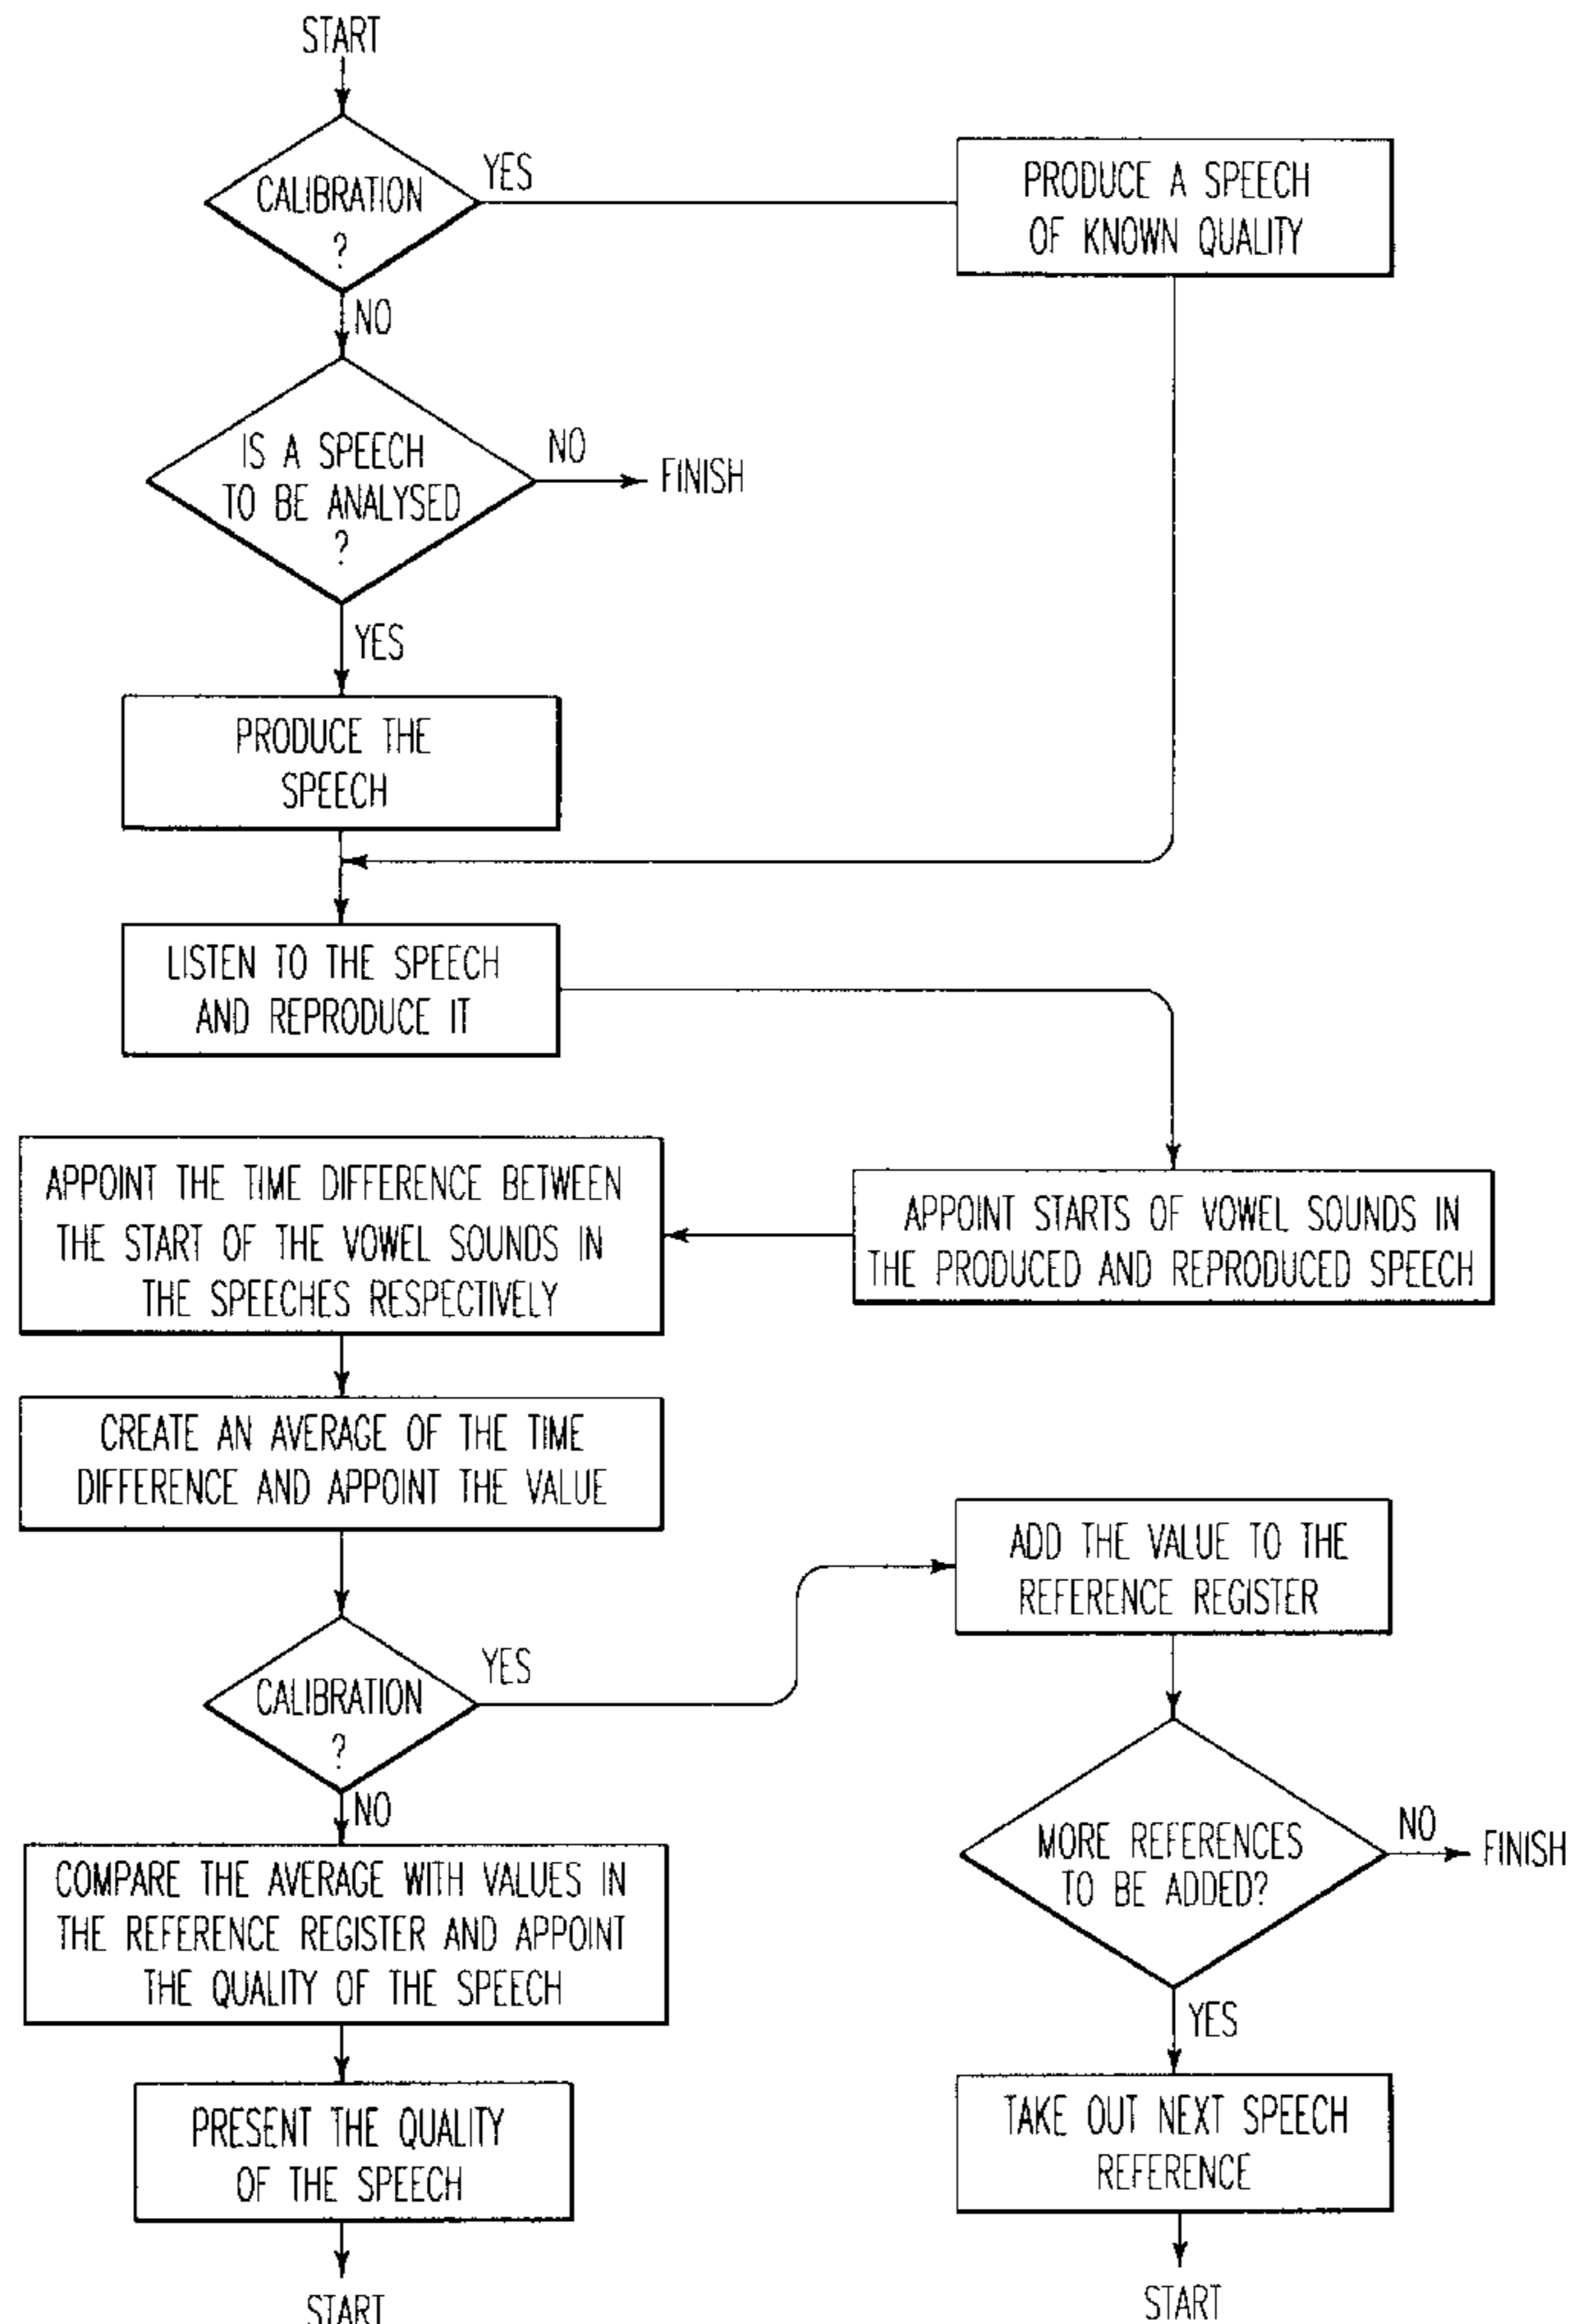 START
CALIBRATION
?
YES
PRODUCE A SPEECH
OF KNOWN QUALITY
NO
IS A SPEECH
TO BE ANALYSED
?
NO
FINISH
YES
PRODUCE THE
SPEECH
LISTEN TO THE SPEECH
AND REPRODUCE IT
APPOINT STARTS OF VOWEL SOUNDS IN
THE PRODUCED AND REPRODUCED SPEECH
APPOINT THE TIME DIFFERENCE BETWEEN
THE START OF THE VOWEL SOUNDS IN
THE SPEECHES RESPECTIVELY
CREATE AN AVERAGE OF THE TIME
DIFFERENCE AND APPOINT THE VALUE
CALIBRATION
?
YES
ADD THE VALUE TO THE
REFERENCE REGISTER
MORE REFERENCES
TO BE ADDED?
NO
FINISH
YES
TAKE OUT NEXT SPEECH
REFERENCE
START
NO
COMPARE THE AVERAGE WITH VALUES IN
THE REFERENCE REGISTER AND APPOINT
THE QUALITY OF THE SPEECH
PRESENT THE QUALITY
OF THE SPEECH
START